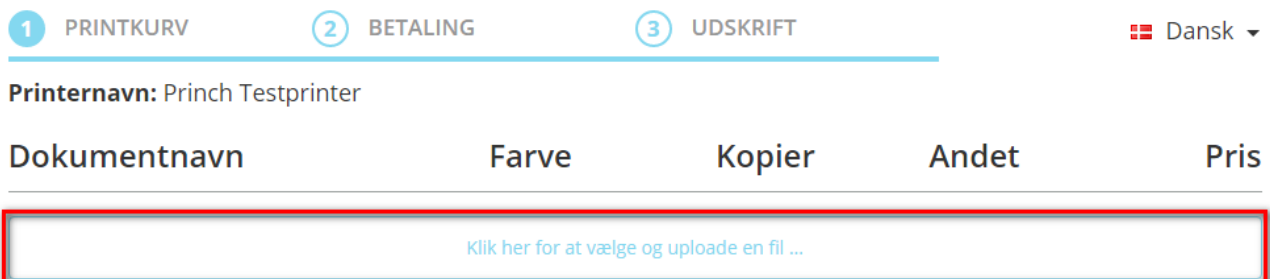 1 PRINTKURV 2 BETALING 3 UDSKRIFT Dansk
Printernavn: Princh Testprinter
Dokumentnavn Farve Kopier Andet Pris
Klik her for at vælge og uploade en fil ...